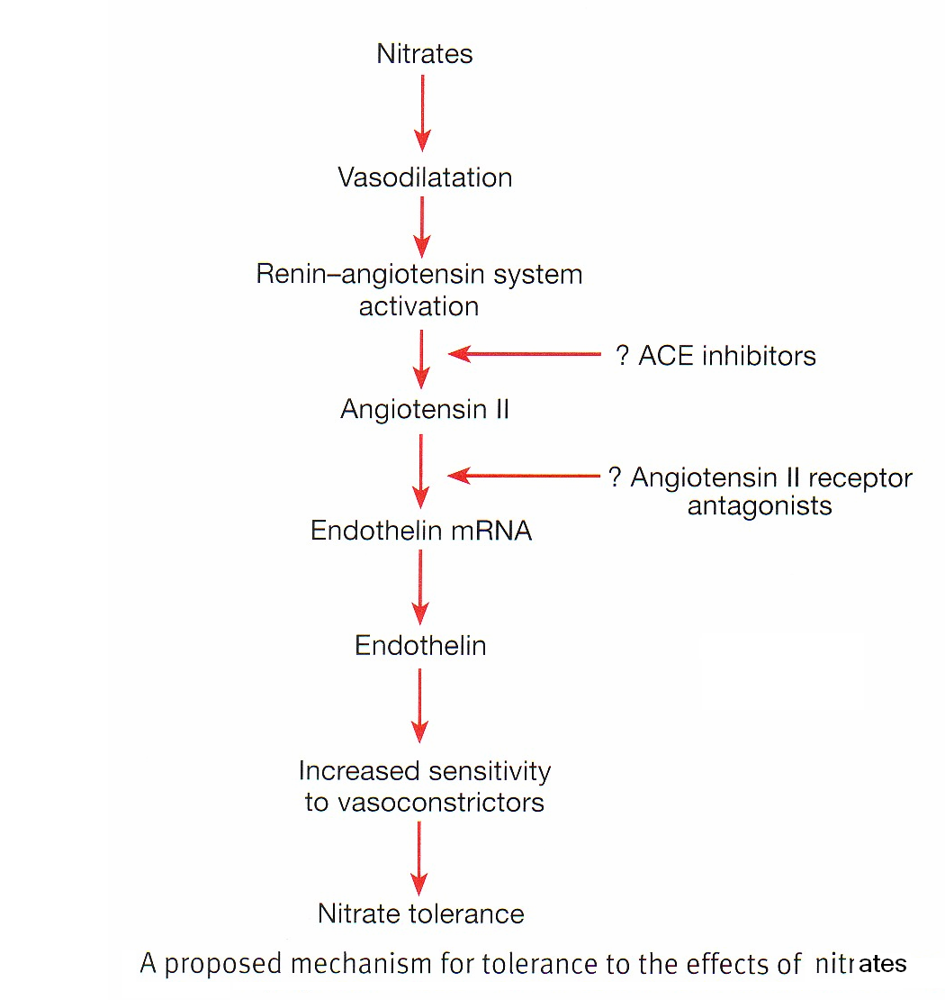 Nitrates
Vasodilatation
Renin–angiotensin system
activation
? ACE inhibitors
Angiotensin II
? Angiotensin II receptor
antagonists
Endothelin mRNA
Endothelin
Increased sensitivity
to vasoconstrictors
Nitrate tolerance
A proposed mechanism for tolerance to the effects of nitrates